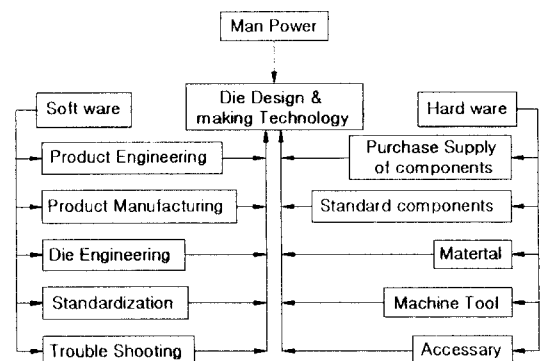 Man Power
Die Design &
making Technology
Soft ware
Hard ware
Product Engineering
Purchase Supply
of components
Product Manufacturing
Standard components
Die Engineering
Matertal
Standardization
Machine Tool
Trouble Shooting
Accessary